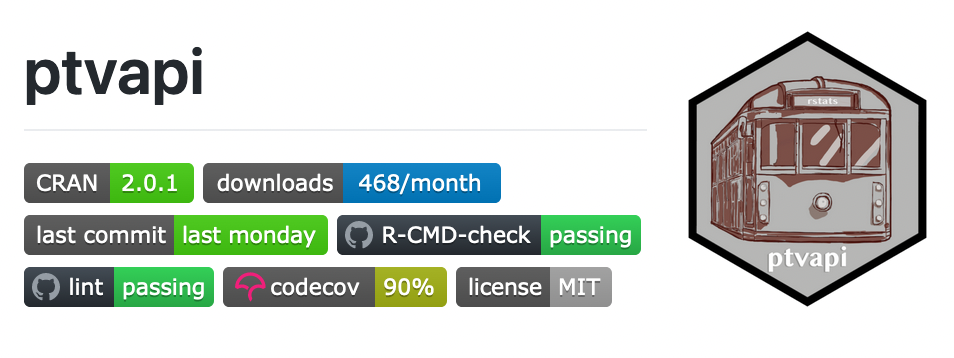 ptvapi
CRAN 2.0.1 downloads 468/month
last commit last monday R-CMD-check passing
lint passing codecov 90% license MIT
rstats
ptvapi